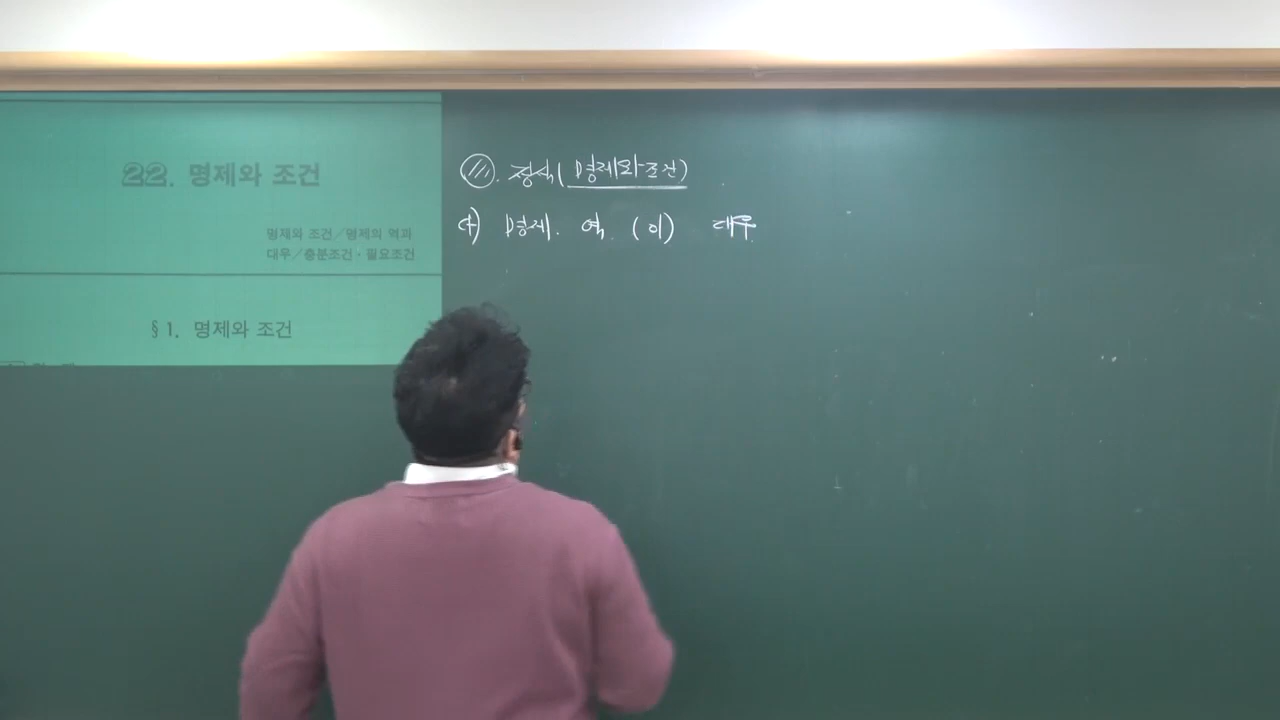 22. 명제와 조건
명제와 조건／명제의 역과
대우／충분조건·필요조건
§ 1. 명제와 조건
정석(명제와 조건)
명제. 역. (이) 대우.